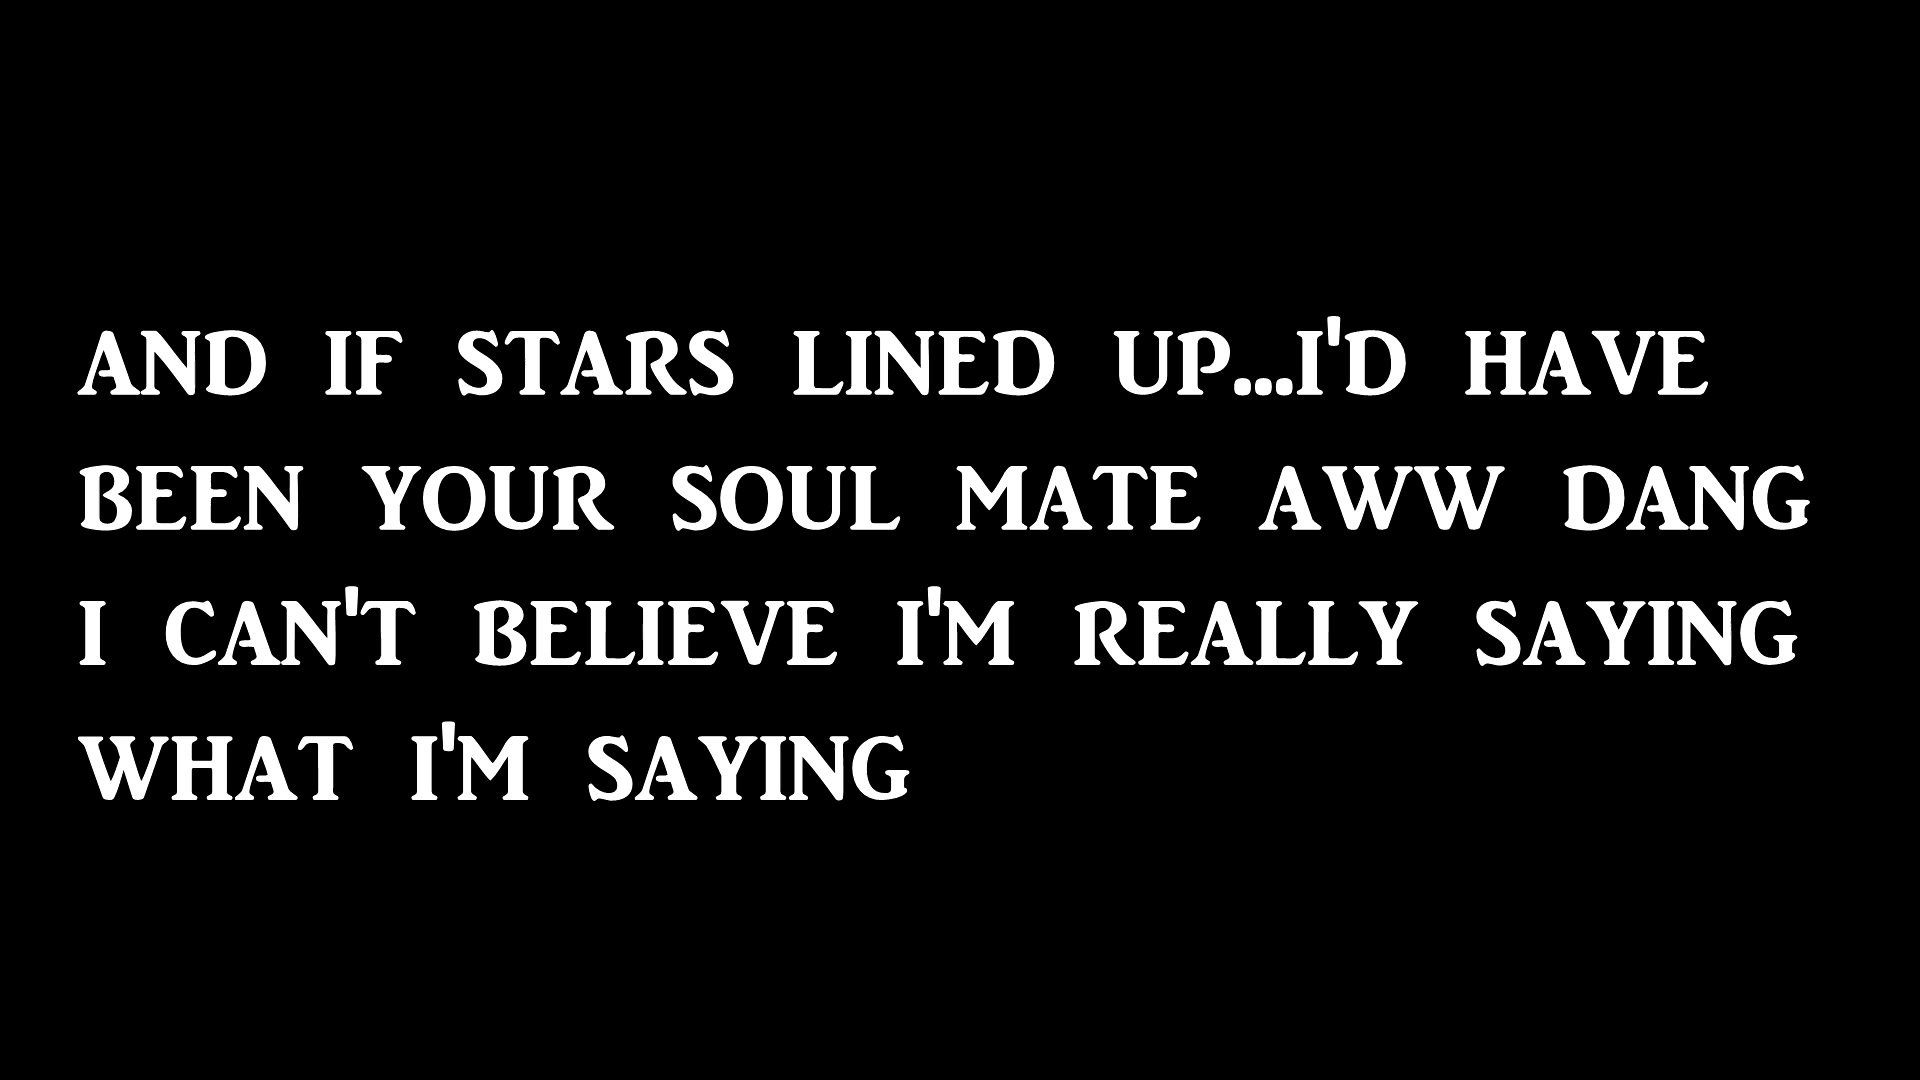 AND IF STARS LINED UP...I'D HAVE
BEEN YOUR SOUL MATE AWW DANG
I CAN'T BELIEVE I'M REALLY SAYING
WHAT I'M SAYING